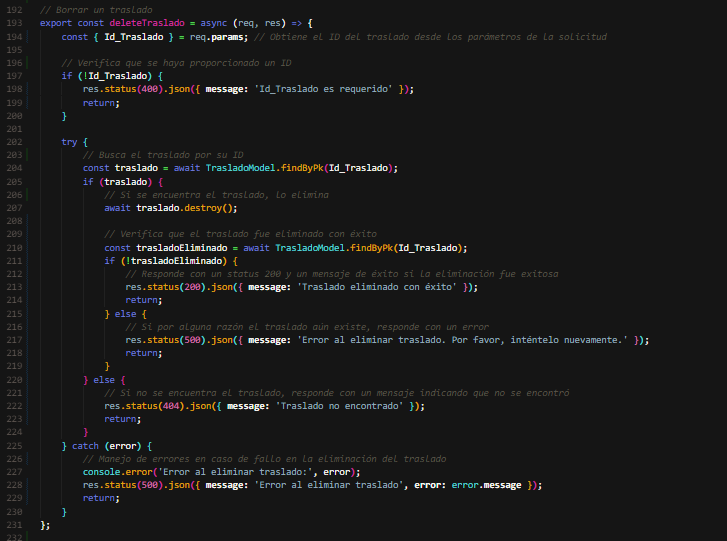 192 // Borrar un traslado
193 export const deleteTraslado = async (req, res) => {
194 const { Id_Traslado } = req.params; // Obtiene el ID del traslado desde los parámetros de la solicitud
195
196 // Verifica que se haya proporcionado un ID
197 if (!Id_Traslado) {
198 res.status(400).json({ message: 'Id_Traslado es requerido' });
199 return;
200 }
201
202 try {
203 // Busca el traslado por su ID
204 const traslado = await TrasladoModel.findByPk(Id_Traslado);
205 if (traslado) {
206 // Si se encuentra el traslado, lo elimina
207 await traslado.destroy();
208
209 // Verifica que el traslado fue eliminado con éxito
210 const trasladoEliminado = await TrasladoModel.findByPk(Id_Traslado);
211 if (!trasladoEliminado) {
212 // Responde con un status 200 y un mensaje de éxito si la eliminación fue exitosa
213 res.status(200).json({ message: 'Traslado eliminado con éxito' });
214 return;
215 } else {
216 // Si por alguna razón el traslado aún existe, responde con un error
217 res.status(500).json({ message: 'Error al eliminar traslado. Por favor, inténtelo nuevamente.' });
218 return;
219 }
220 } else {
221 // Si no se encuentra el traslado, responde con un mensaje indicando que no se encontró
222 res.status(404).json({ message: 'Traslado no encontrado' });
223 return;
224 }
225 } catch (error) {
226 // Manejo de errores en caso de fallo en la eliminación del traslado
227 console.error('Error al eliminar traslado:', error);
228 res.status(500).json({ message: 'Error al eliminar traslado', error: error.message });
229 return;
230 }
231 };
232